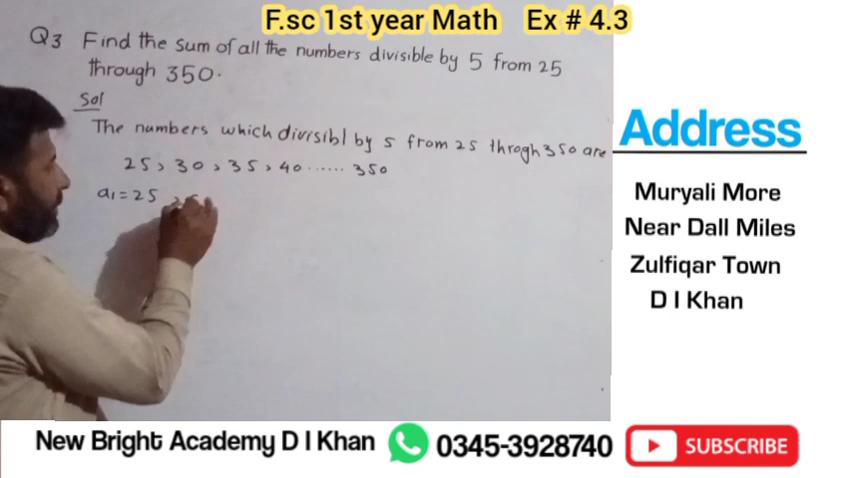 F.sc 1st year Math Ex # 4.3
Q3 Find the sum of all the numbers divisible by 5 from 25
through 350.
Sol
The numbers which divisibl by 5 from 25 throgh 350 are
25, 30, 35, 40 ...... 350
a1 = 25
Address
Muryali More
Near Dall Miles
Zulfiqar Town
D I Khan
New Bright Academy D I Khan 0345-3928740 SUBSCRIBE